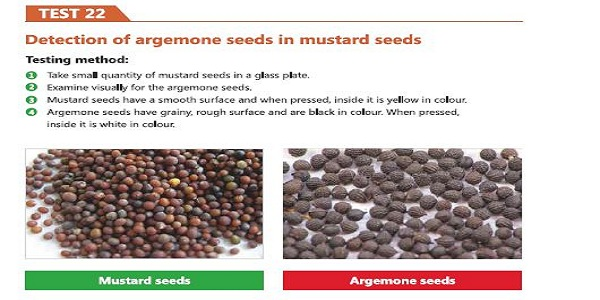 TEST 22
Detection of argemone seeds in mustard seeds
Testing method:
1 Take small quantity of mustard seeds in a glass plate.
2 Examine visually for the argemone seeds.
3 Mustard seeds have a smooth surface and when pressed, inside it is yellow in colour.
4 Argemone seeds have grainy, rough surface and are black in colour. When pressed,
inside it is white in colour.
Mustard seeds
Argemone seeds